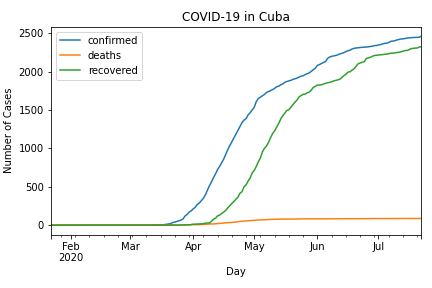 COVID-19 in Cuba
confirmed
deaths
recovered
Number of Cases
2500
2000
1500
1000
500
0
Feb Mar Apr May Jun Jul
2020
Day